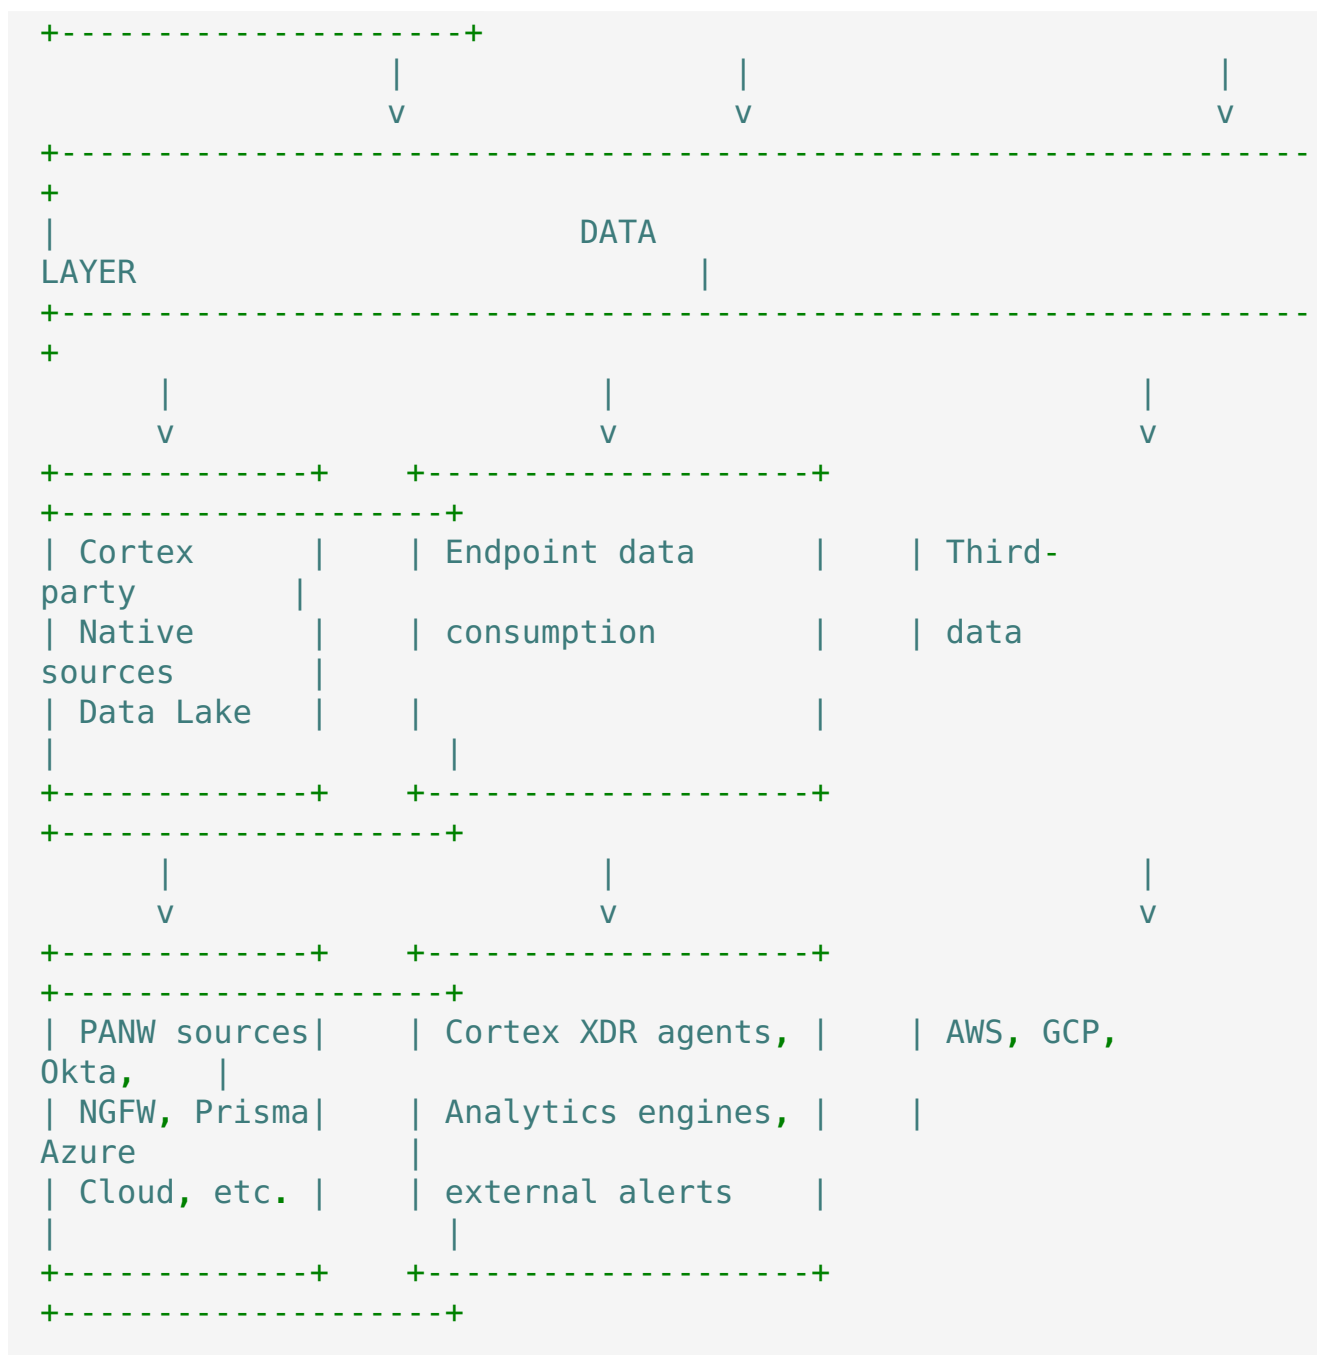 +---------------------+
                  |                 |                        |
                  v                 v                        v
+-----------------------------------------------------------------
+
|                           DATA
LAYER                             |
+-----------------------------------------------------------------
+
      |                      |                           |
      v                      v                           v
+-------------+    +--------------------+
+--------------------+
| Cortex      |    | Endpoint data      |    | Third-
party        |
| Native      |    | consumption        |    | data
sources       |
| Data Lake   |    |                    |
|                    |
+-------------+    +--------------------+
+--------------------+
      |                      |                           |
      v                      v                           v
+-------------+    +--------------------+
+--------------------+
| PANW sources|    | Cortex XDR agents, |    | AWS, GCP,
Okta,    |
| NGFW, Prisma|    | Analytics engines, |    |
Azure              |
| Cloud, etc. |    | external alerts    |
|                    |
+-------------+    +--------------------+
+--------------------+